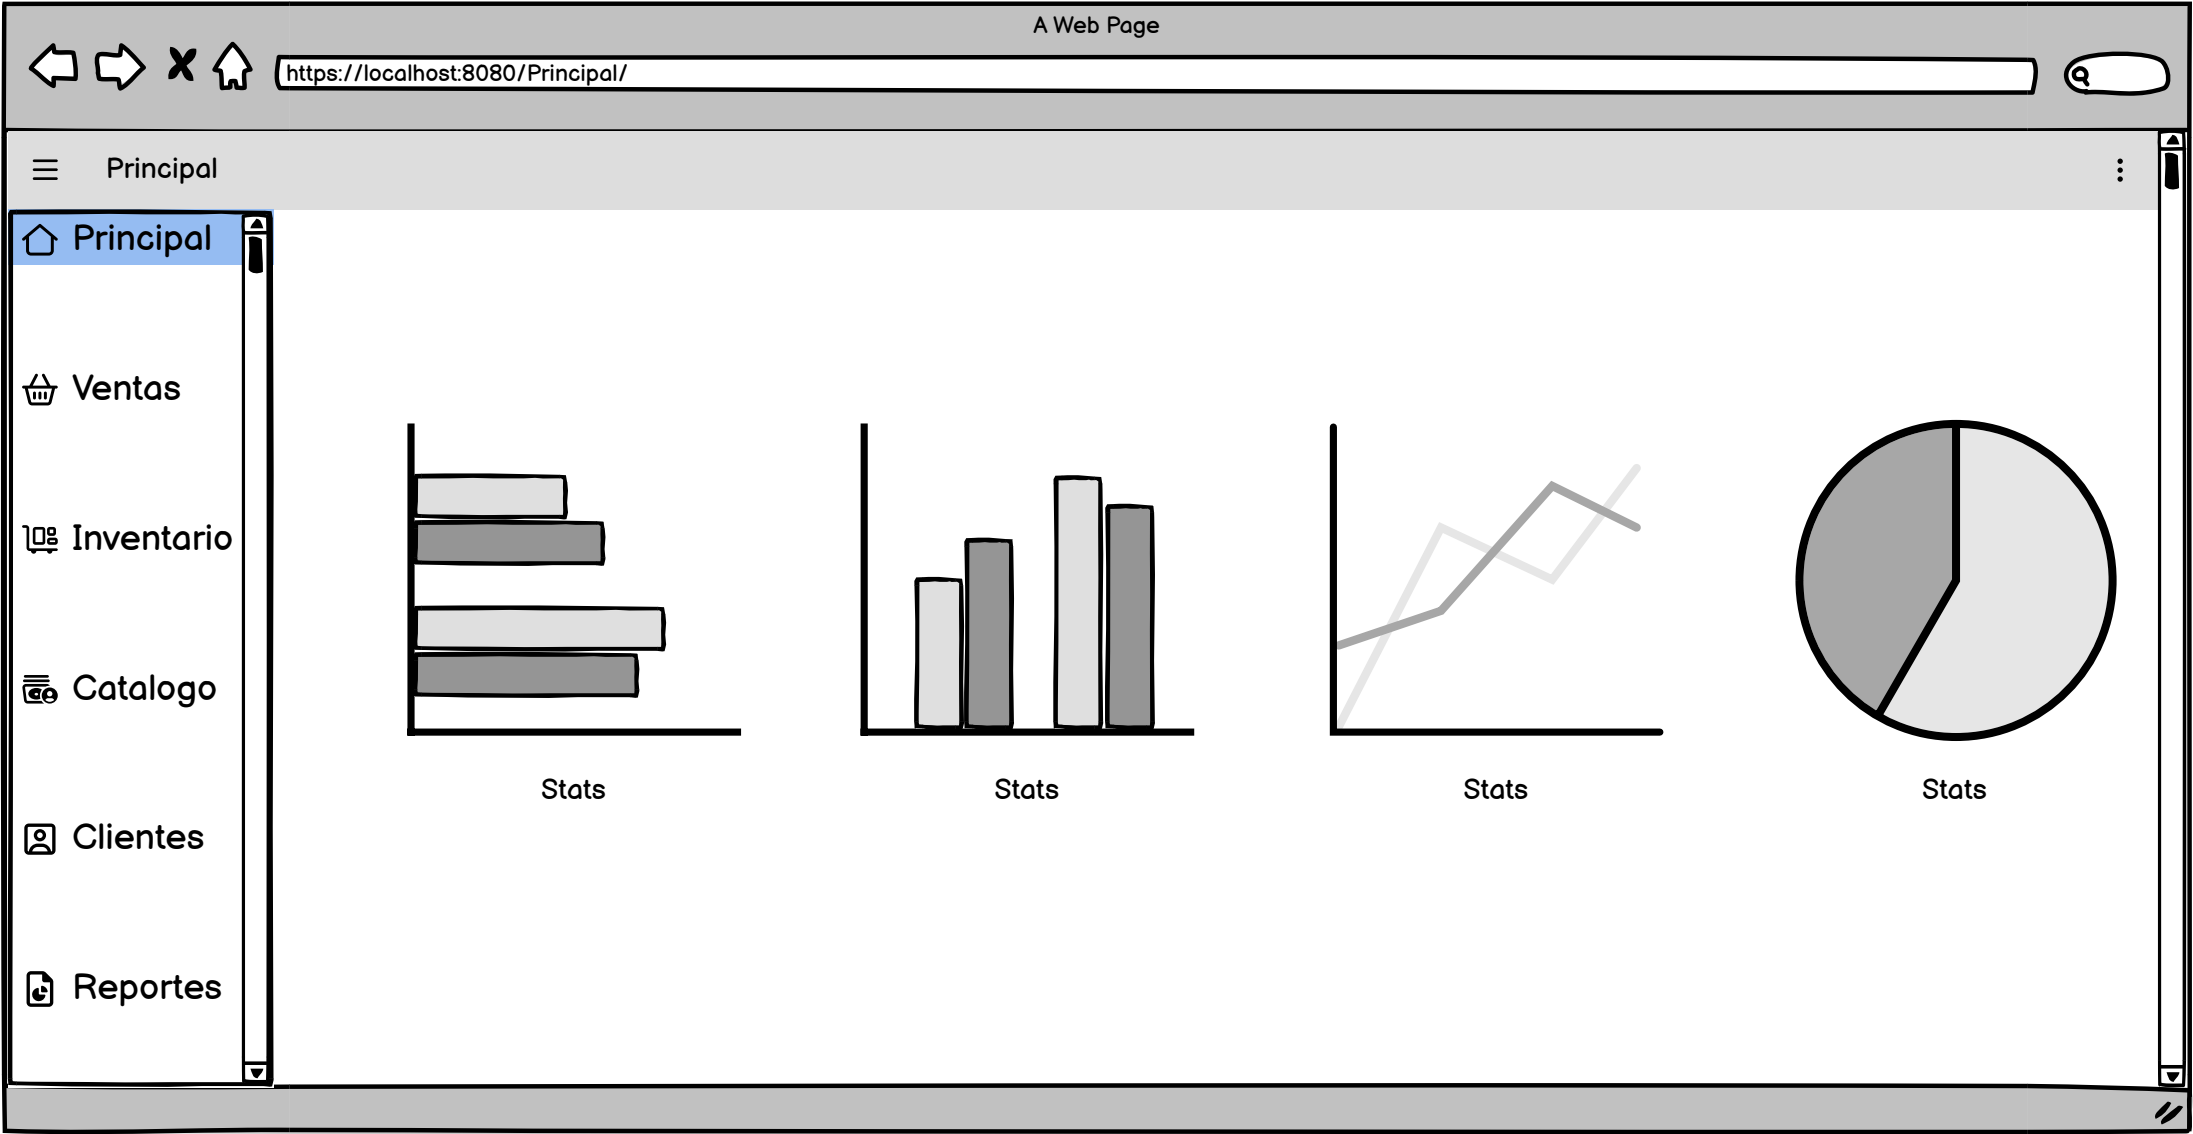 A Web Page
https://localhost:8080/Principal/
Principal
Principal
Ventas
Inventario
Catalogo
Clientes
Reportes
Stats
Stats
Stats
Stats